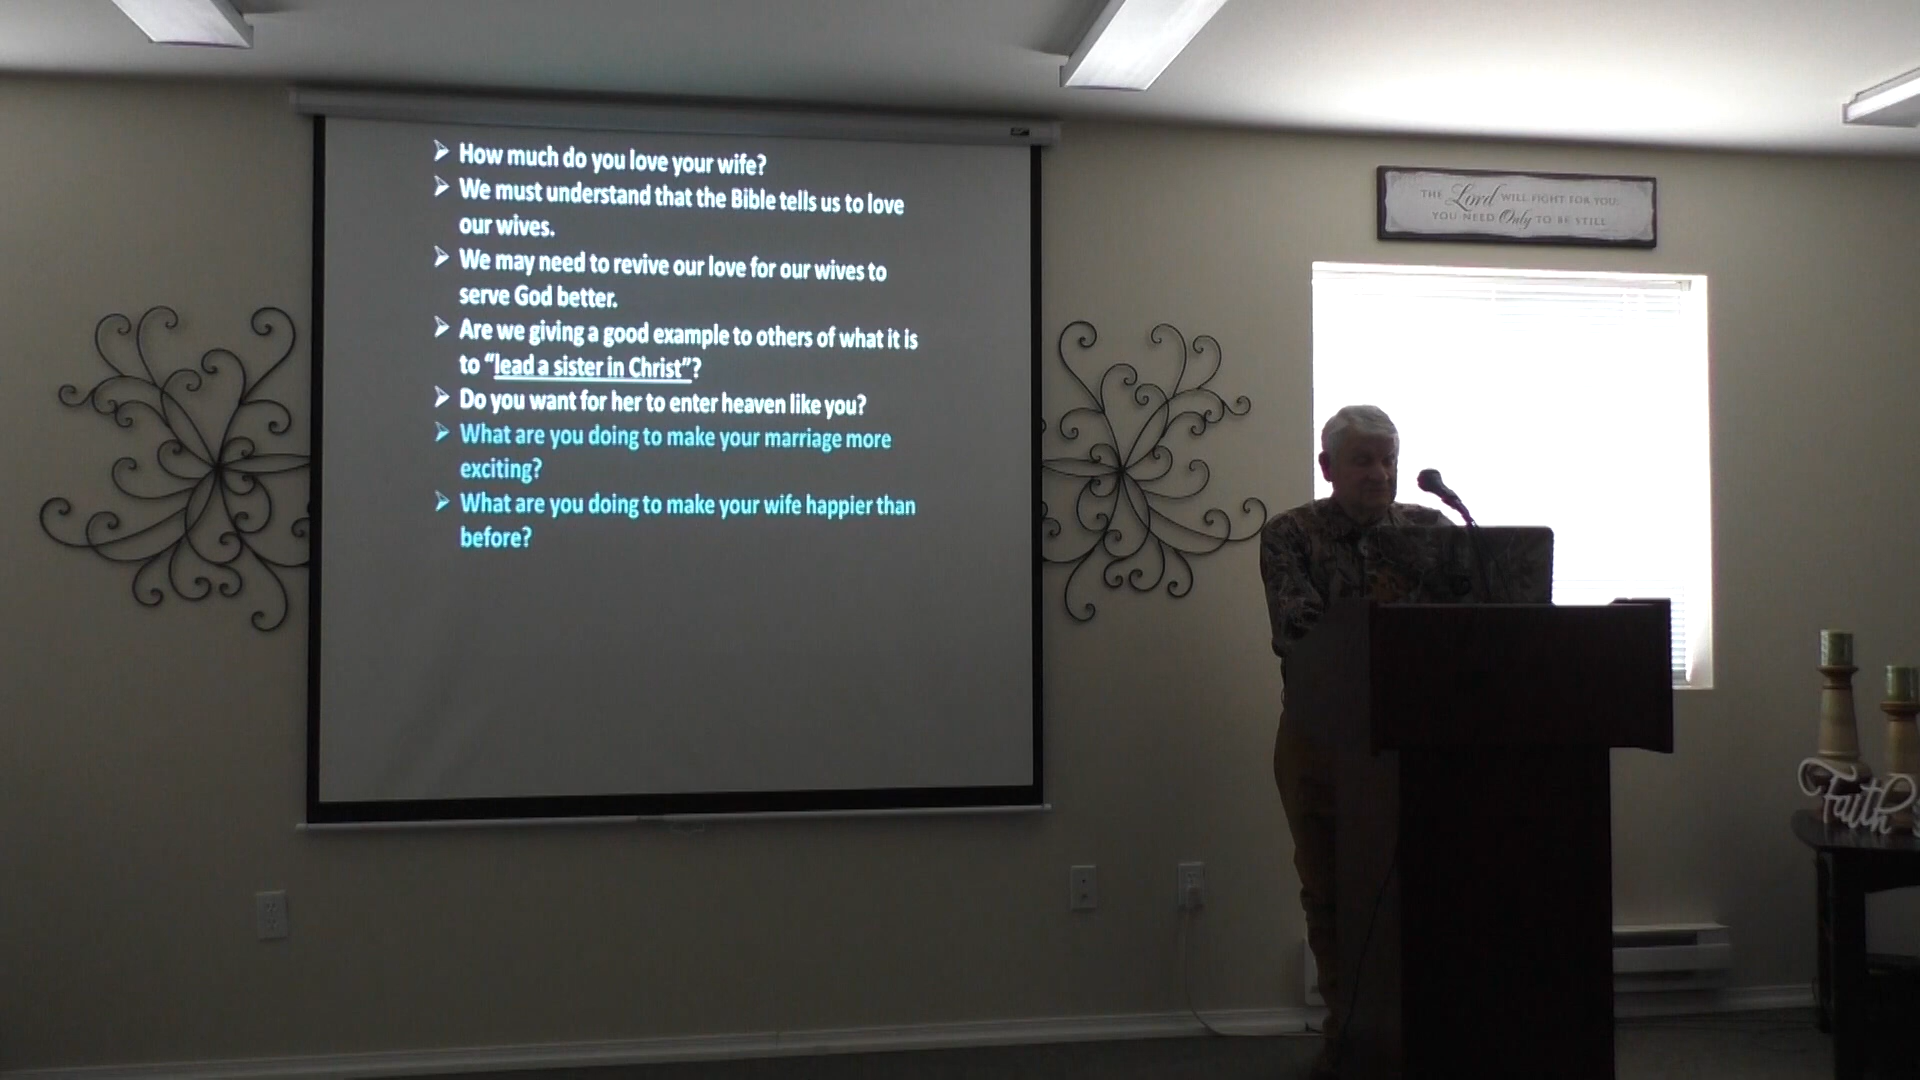 How much do you love your wife?
We must understand that the Bible tells us to love
our wives.
We may need to revive our love for our wives to
serve God better.
Are we giving a good example to others of what it is
to “lead a sister in Christ”?
Do you want for her to enter heaven like you?
What are you doing to make your marriage more
exciting?
What are you doing to make your wife happier than
before?
THE Lord WILL FIGHT FOR YOU;
YOU NEED Only TO BE STILL
Faith